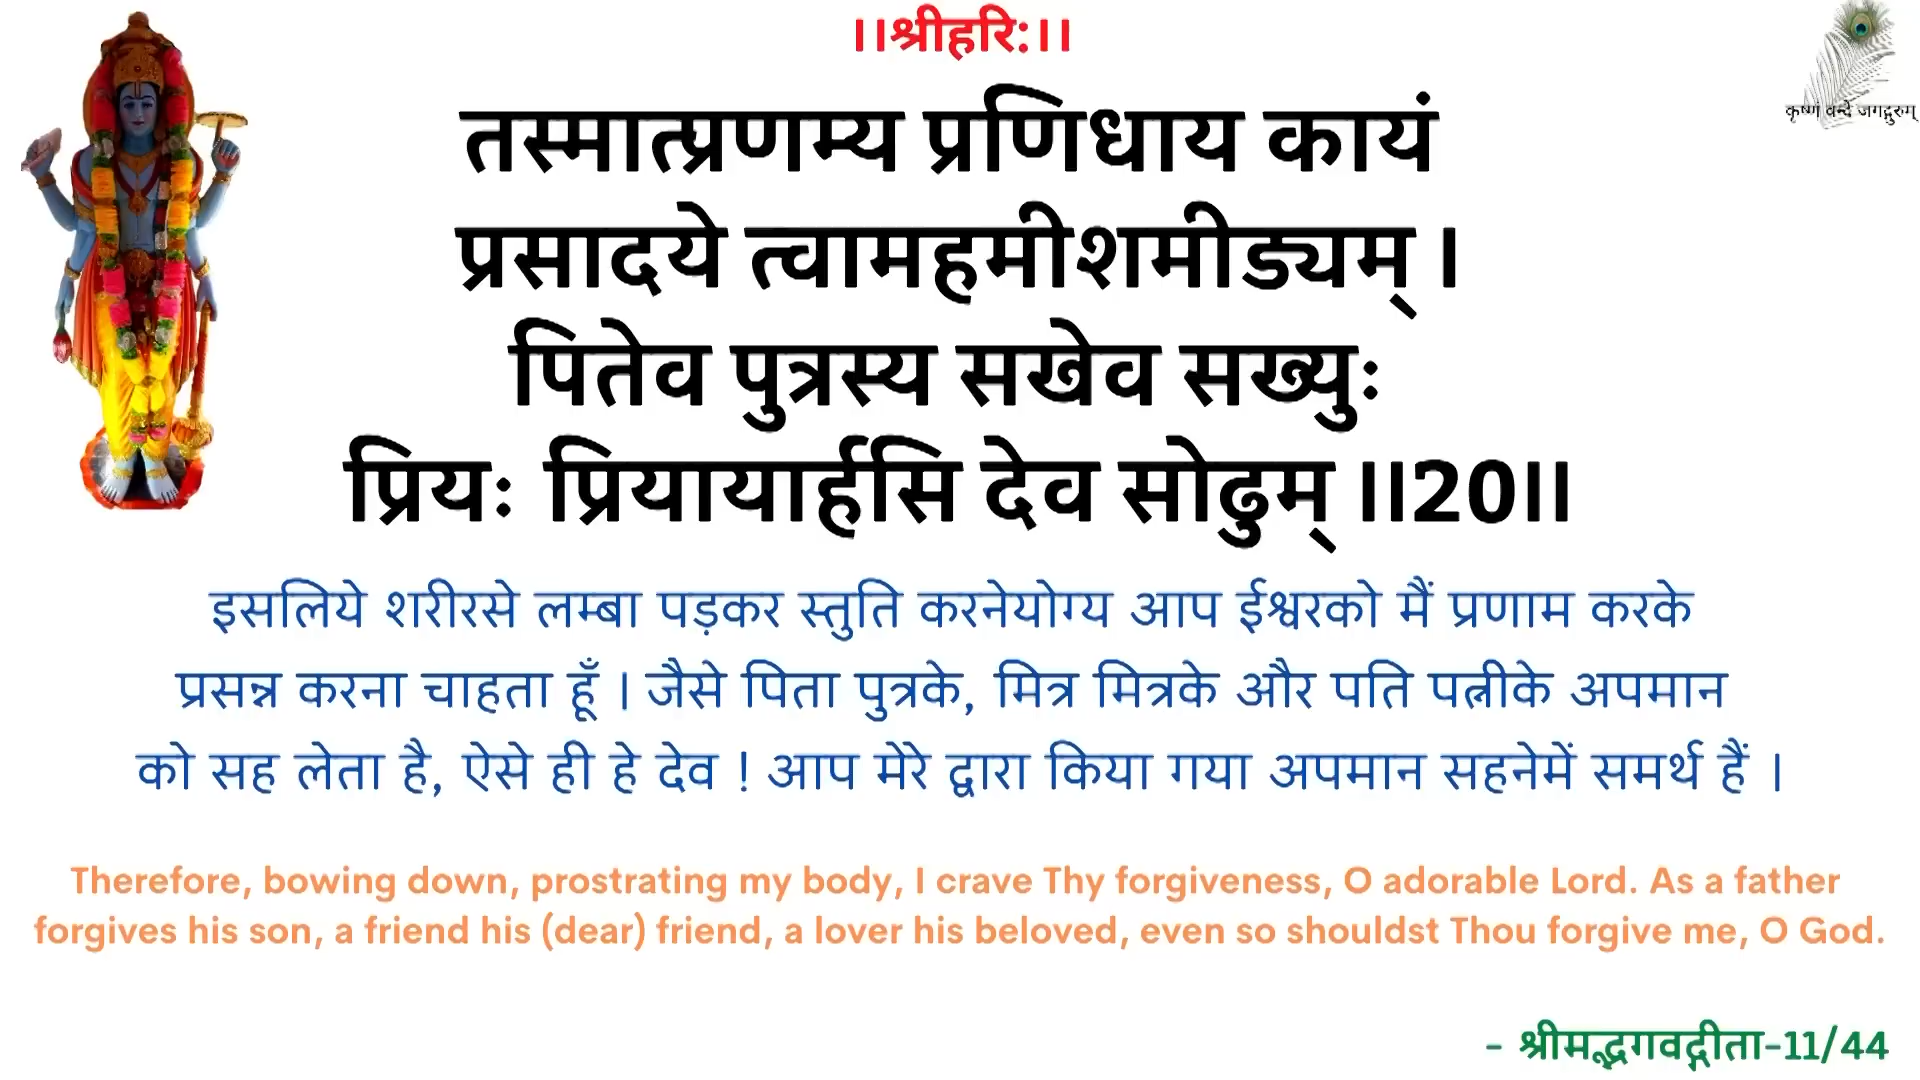 ।।श्रीहरि:।।
कृष्णं वन्दे जगद्गुरुम्
तस्मात्प्रणम्य प्रणिधाय कायं
प्रसादये त्वामहमीशमीड्यम् ।
पितेव पुत्रस्य सखेव सख्युः
प्रियः प्रियायार्हसि देव सोढुम् ।।20।।
इसलिये शरीरसे लम्बा पड़कर स्तुति करनेयोग्य आप ईश्वरको मैं प्रणाम करके
प्रसन्न करना चाहता हूँ । जैसे पिता पुत्रके, मित्र मित्रके और पति पत्नीके अपमान
को सह लेता है, ऐसे ही हे देव ! आप मेरे द्वारा किया गया अपमान सहनेमें समर्थ हैं ।
Therefore, bowing down, prostrating my body, I crave Thy forgiveness, O adorable Lord. As a father
forgives his son, a friend his (dear) friend, a lover his beloved, even so shouldst Thou forgive me, O God.
- श्रीमद्भगवद्गीता-11/44